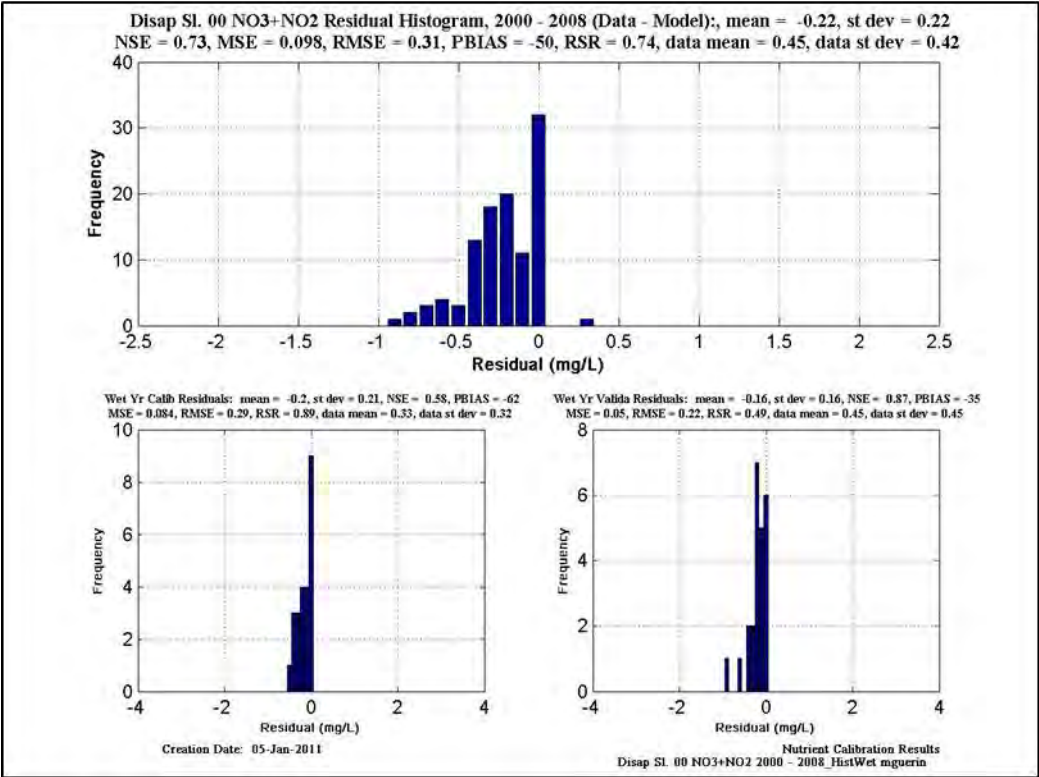 Disap Sl. 00 NO3+NO2 Residual Histogram, 2000 - 2008 (Data - Model):, mean = -0.22, st dev = 0.22
NSE = 0.73, MSE = 0.098, RMSE = 0.31, PBIAS = -50, RSR = 0.74, data mean = 0.45, data st dev = 0.42
40
30
20
10
0
Frequency
-2.5 -2 -1.5 -1 -0.5 0 0.5 1 1.5 2 2.5
Residual (mg/L)
Wet Yr Calib Residuals: mean = -0.2, st dev = 0.21, NSE = 0.58, PBIAS = -62
MSE = 0.084, RMSE = 0.29, RSR = 0.89, data mean = 0.33, data st dev = 0.32
10
8
6
4
2
0
Frequency
-4 -2 0 2 4
Residual (mg/L)
Wet Yr Valida Residuals: mean = -0.16, st dev = 0.16, NSE = 0.87, PBIAS = -35
MSE = 0.05, RMSE = 0.22, RSR = 0.49, data mean = 0.45, data st dev = 0.45
8
6
4
2
0
Frequency
-4 -2 0 2 4
Residual (mg/L)
Creation Date: 05-Jan-2011
Nutrient Calibration Results
Disap Sl. 00 NO3+NO2 2000 - 2008_HistWet mguerin